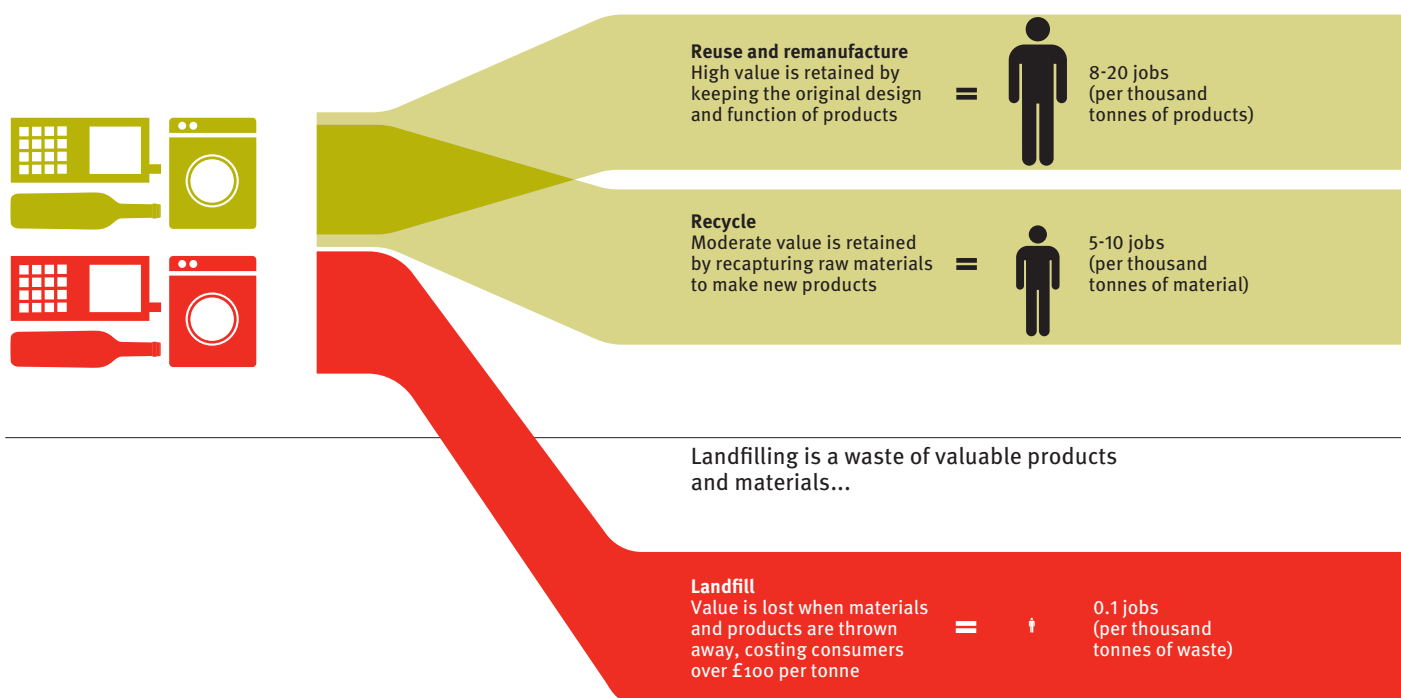 Reuse and remanufacture
High value is retained by
keeping the original design
and function of products
=
8-20 jobs
(per thousand
tonnes of products)
Recycle
Moderate value is retained
by recapturing raw materials
to make new products
=
5-10 jobs
(per thousand
tonnes of material)
Landfilling is a waste of valuable products
and materials...
Landfill
Value is lost when materials
and products are thrown
away, costing consumers
over £100 per tonne
=
0.1 jobs
(per thousand
tonnes of waste)